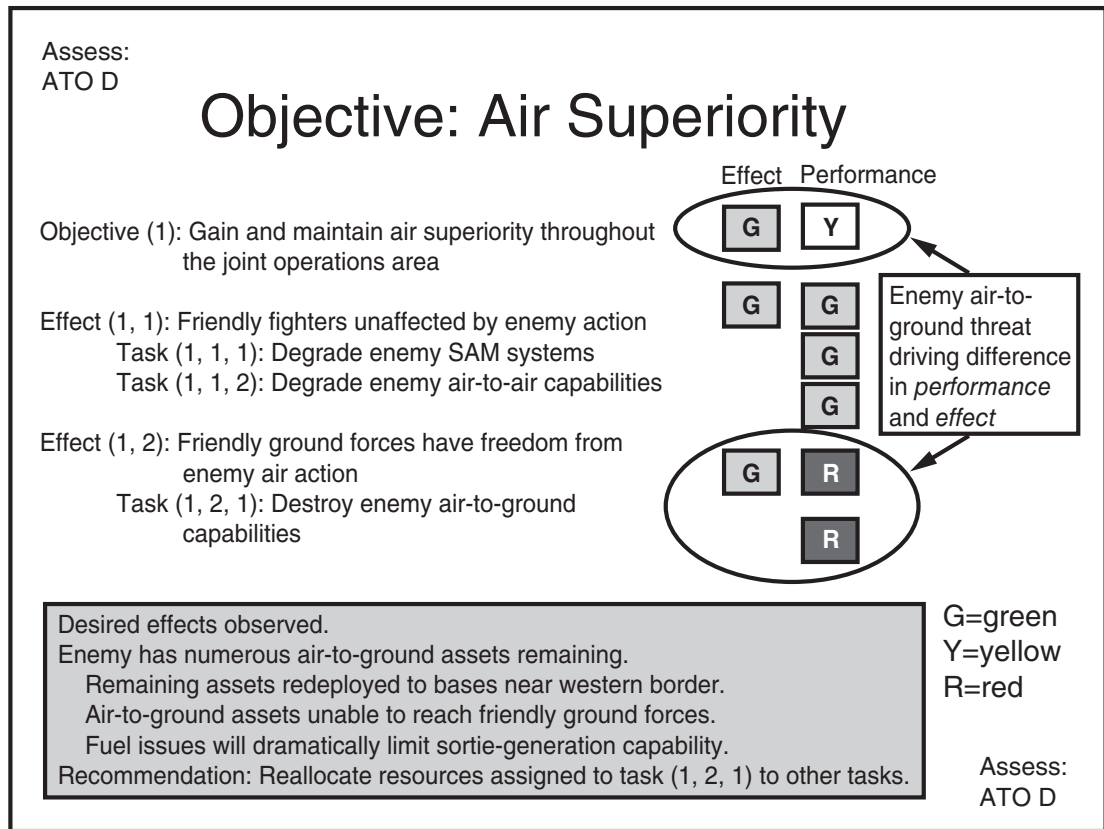 Assess:
ATO D
Objective: Air Superiority
Effect Performance
Objective (1): Gain and maintain air superiority throughout
the joint operations area
G Y
Effect (1, 1): Friendly fighters unaffected by enemy action
G G
Task (1, 1, 1): Degrade enemy SAM systems
G
Task (1, 1, 2): Degrade enemy air-to-air capabilities
G
Effect (1, 2): Friendly ground forces have freedom from
enemy air action
G R
Task (1, 2, 1): Destroy enemy air-to-ground
capabilities
R
Enemy air-to-
ground threat
driving difference
in performance
and effect
Desired effects observed.
Enemy has numerous air-to-ground assets remaining.
Remaining assets redeployed to bases near western border.
Air-to-ground assets unable to reach friendly ground forces.
Fuel issues will dramatically limit sortie-generation capability.
Recommendation: Reallocate resources assigned to task (1, 2, 1) to other tasks.
G=green
Y=yellow
R=red
Assess:
ATO D